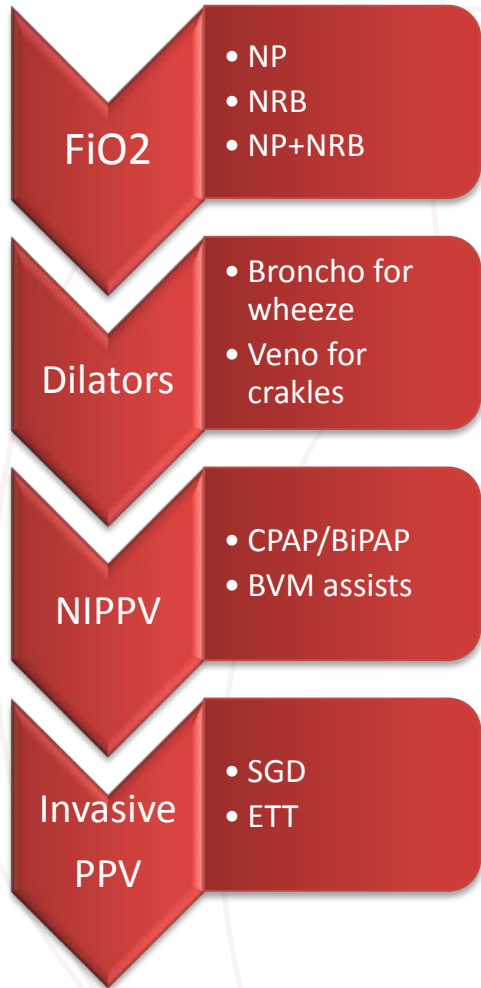 FiO2
• NP
• NRB
• NP+NRB
Dilators
• Broncho for
wheeze
• Veno for
crakles
NIPPV
• CPAP/BiPAP
• BVM assists
Invasive
PPV
• SGD
• ETT